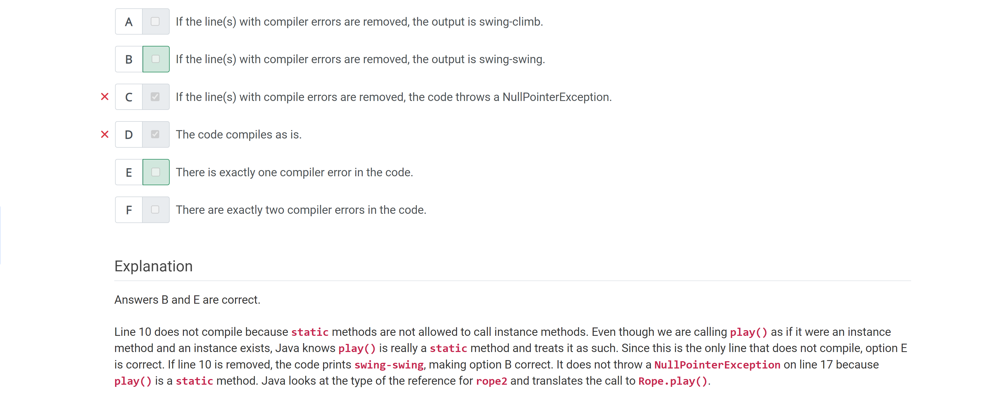 A If the line(s) with compiler errors are removed, the output is swing-climb.
B If the line(s) with compiler errors are removed, the output is swing-swing.
C If the line(s) with compile errors are removed, the code throws a NullPointerException.
D The code compiles as is.
E There is exactly one compiler error in the code.
F There are exactly two compiler errors in the code.
Explanation
Answers B and E are correct.
Line 10 does not compile because static methods are not allowed to call instance methods. Even though we are calling play() as if it were an instance
method and an instance exists, Java knows play() is really a static method and treats it as such. Since this is the only line that does not compile, option E
is correct. If line 10 is removed, the code prints swing-swing, making option B correct. It does not throw a NullPointerException on line 17 because
play() is a static method. Java looks at the type of the reference for rope2 and translates the call to Rope.play().